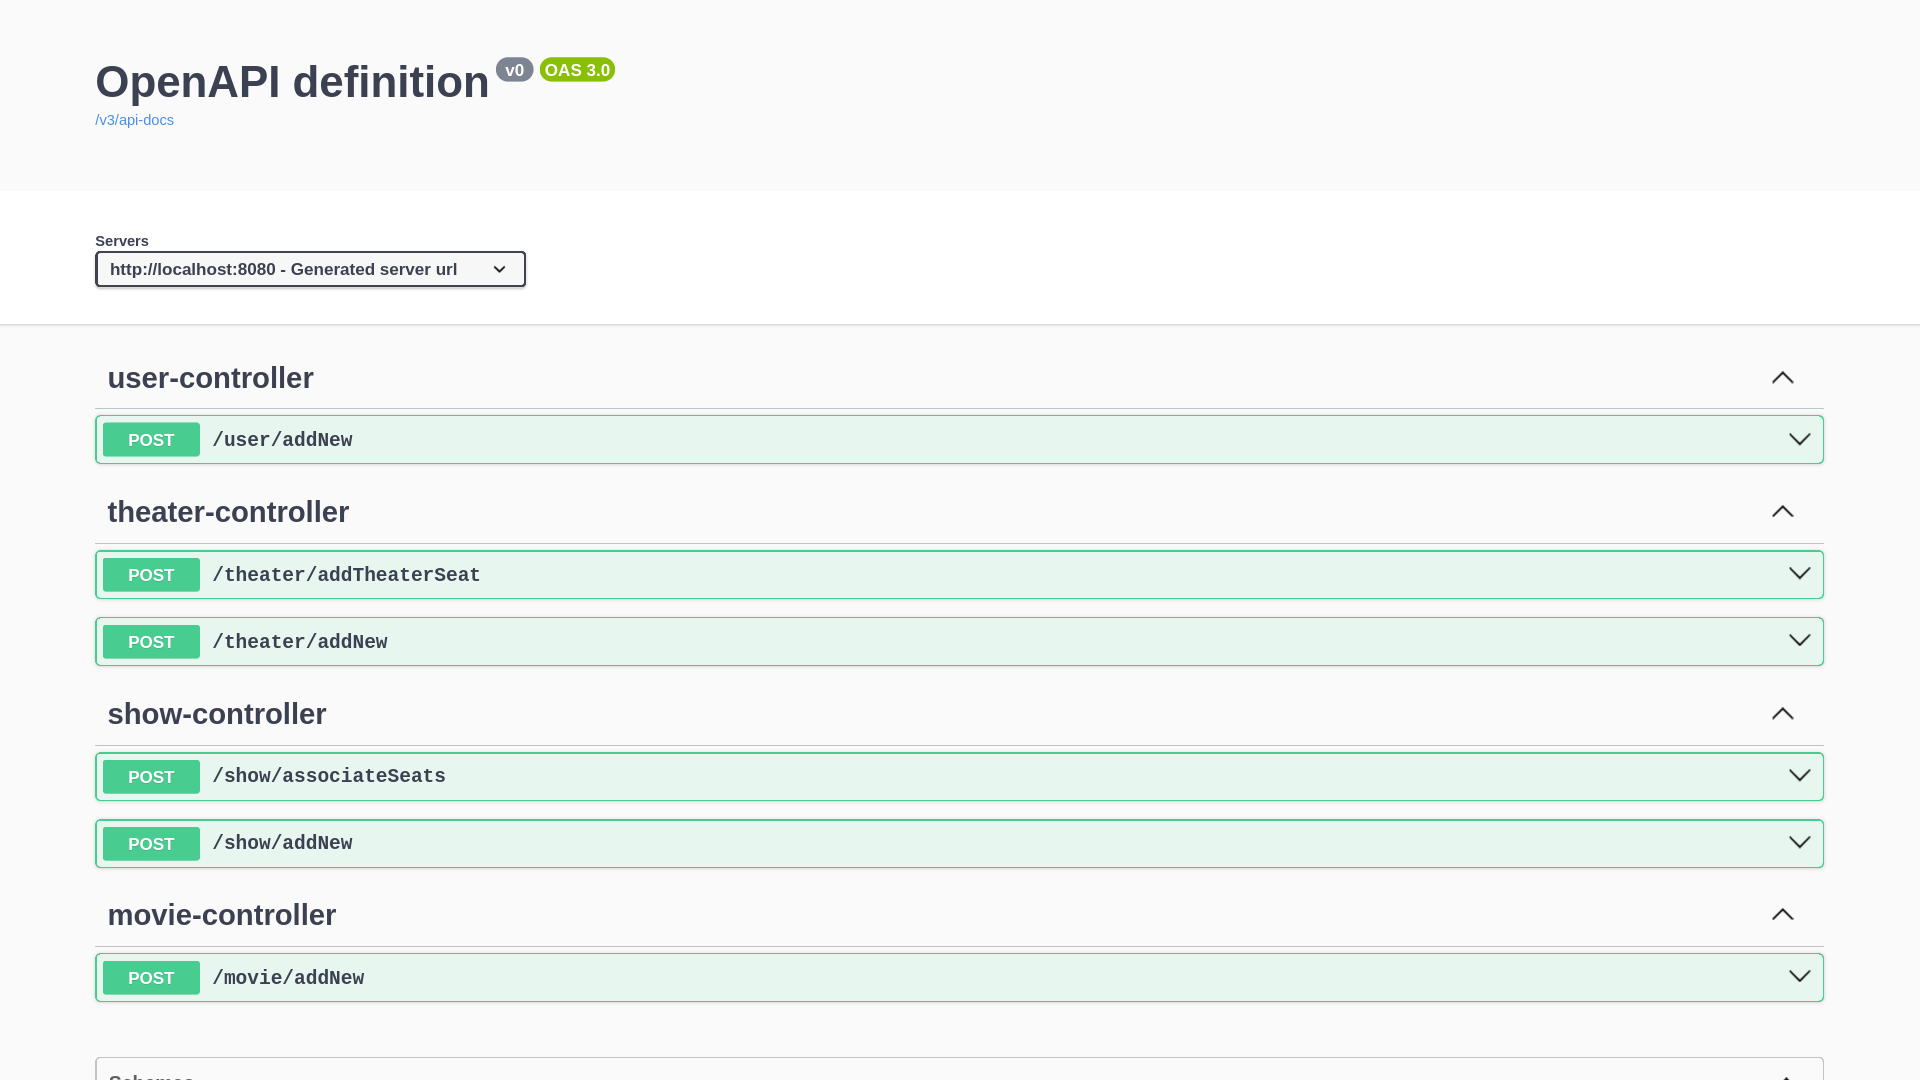 OpenAPI definition v0 OAS 3.0
/v3/api-docs
Servers
http://localhost:8080 - Generated server url
user-controller
POST /user/addNew
theater-controller
POST /theater/addTheaterSeat
POST /theater/addNew
show-controller
POST /show/associateSeats
POST /show/addNew
movie-controller
POST /movie/addNew
Schemas